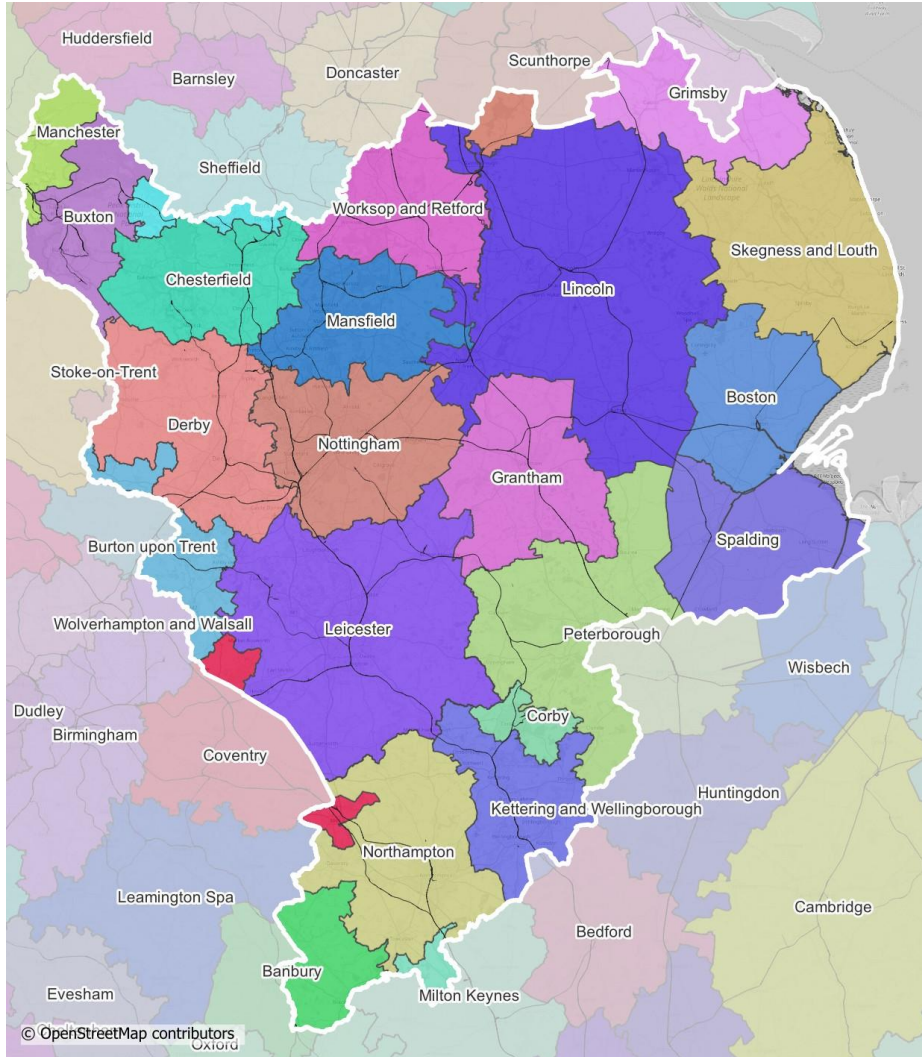 Huddersfield
Barnsley
Doncaster
Scunthorpe
Grimsby
Manchester
Sheffield
Buxton
Worksop and Retford
Skegness and Louth
Chesterfield
Lincoln
Mansfield
Stoke-on-Trent
Boston
Derby
Nottingham
Grantham
Burton upon Trent
Spalding
Wolverhampton and Walsall
Leicester
Peterborough
Wisbech
Dudley
Birmingham
Corby
Coventry
Huntingdon
Kettering and Wellingborough
Northampton
Leamington Spa
Cambridge
Bedford
Banbury
Evesham
Milton Keynes
© OpenStreetMap contributors
Oxford